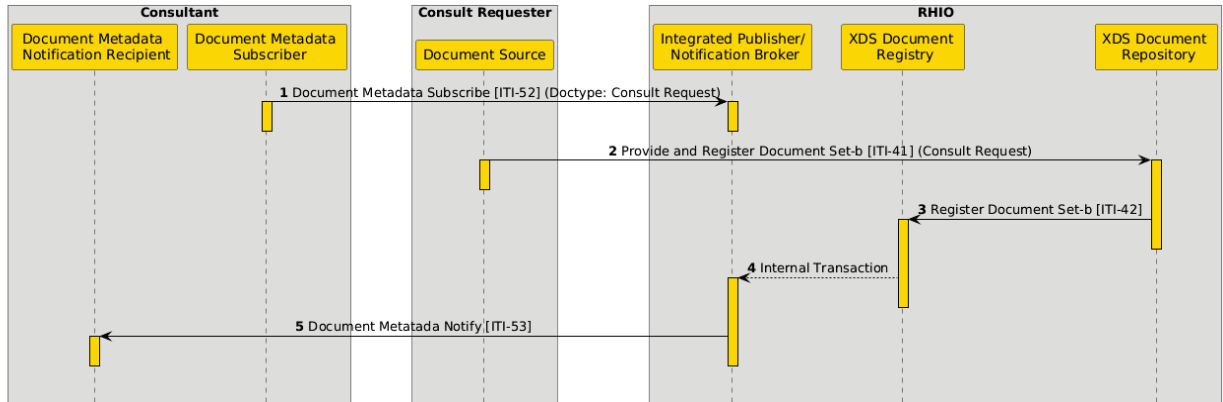 Consultant
Consult Requester
RHIO
Document Metadata
Notification Recipient
Document Metadata
Subscriber
Document Source
Integrated Publisher/
Notification Broker
XDS Document
Registry
XDS Document
Repository
1 Document Metadata Subscribe [ITI-52] (Doctype: Consult Request)
2 Provide and Register Document Set-b [ITI-41] (Consult Request)
3 Register Document Set-b [ITI-42]
4 Internal Transaction
5 Document Metatada Notify [ITI-53]